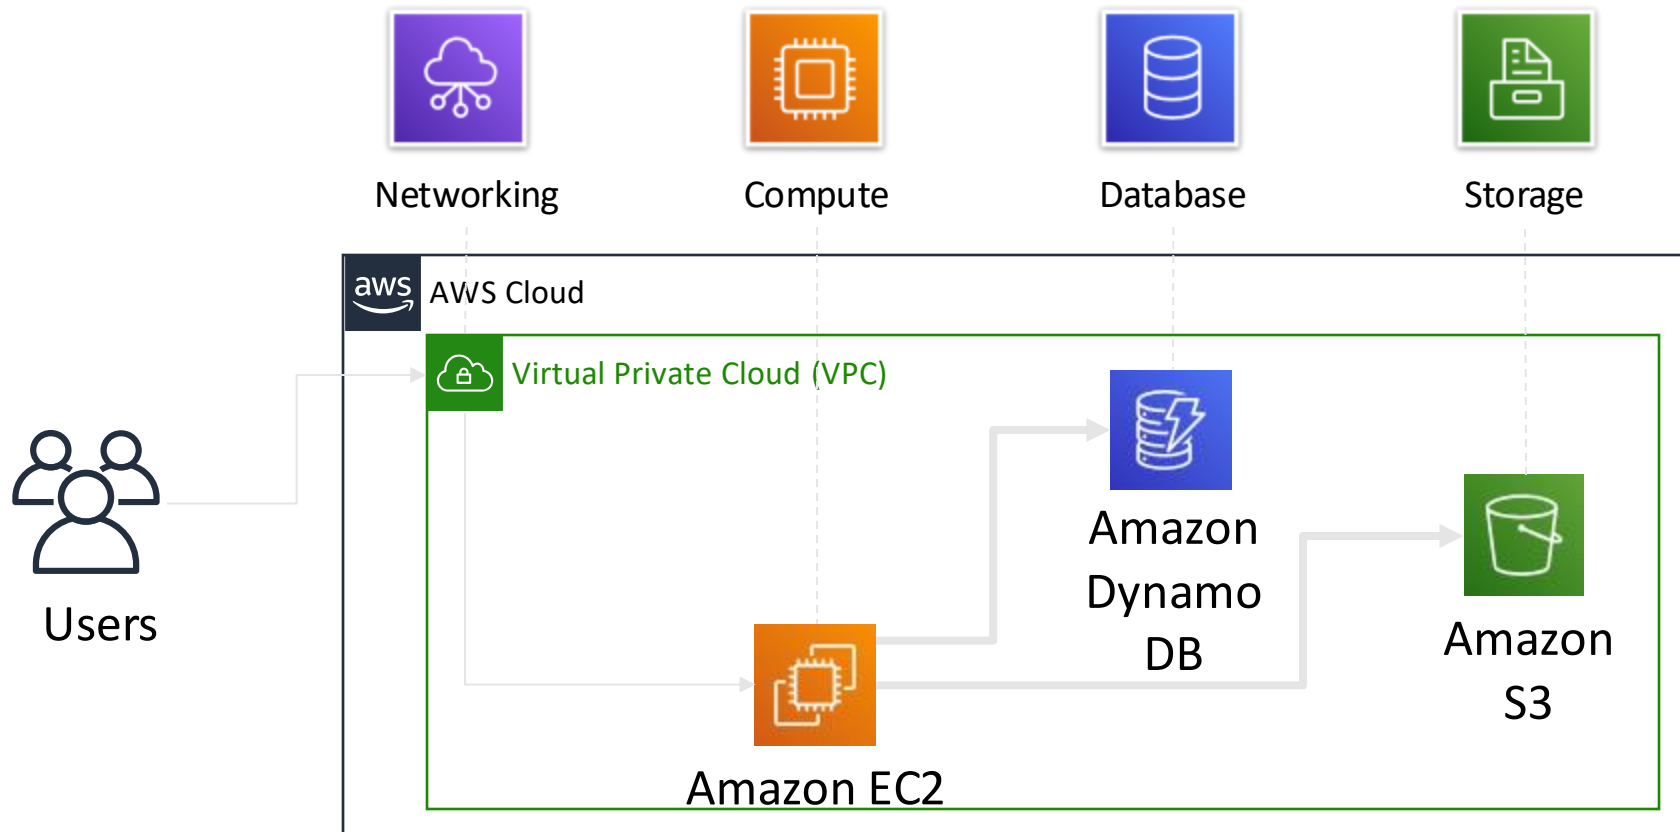 Networking
Compute
Database
Storage
aws
AWS Cloud
Virtual Private Cloud (VPC)
Users
Amazon
Dynamo
DB
Amazon
S3
Amazon EC2